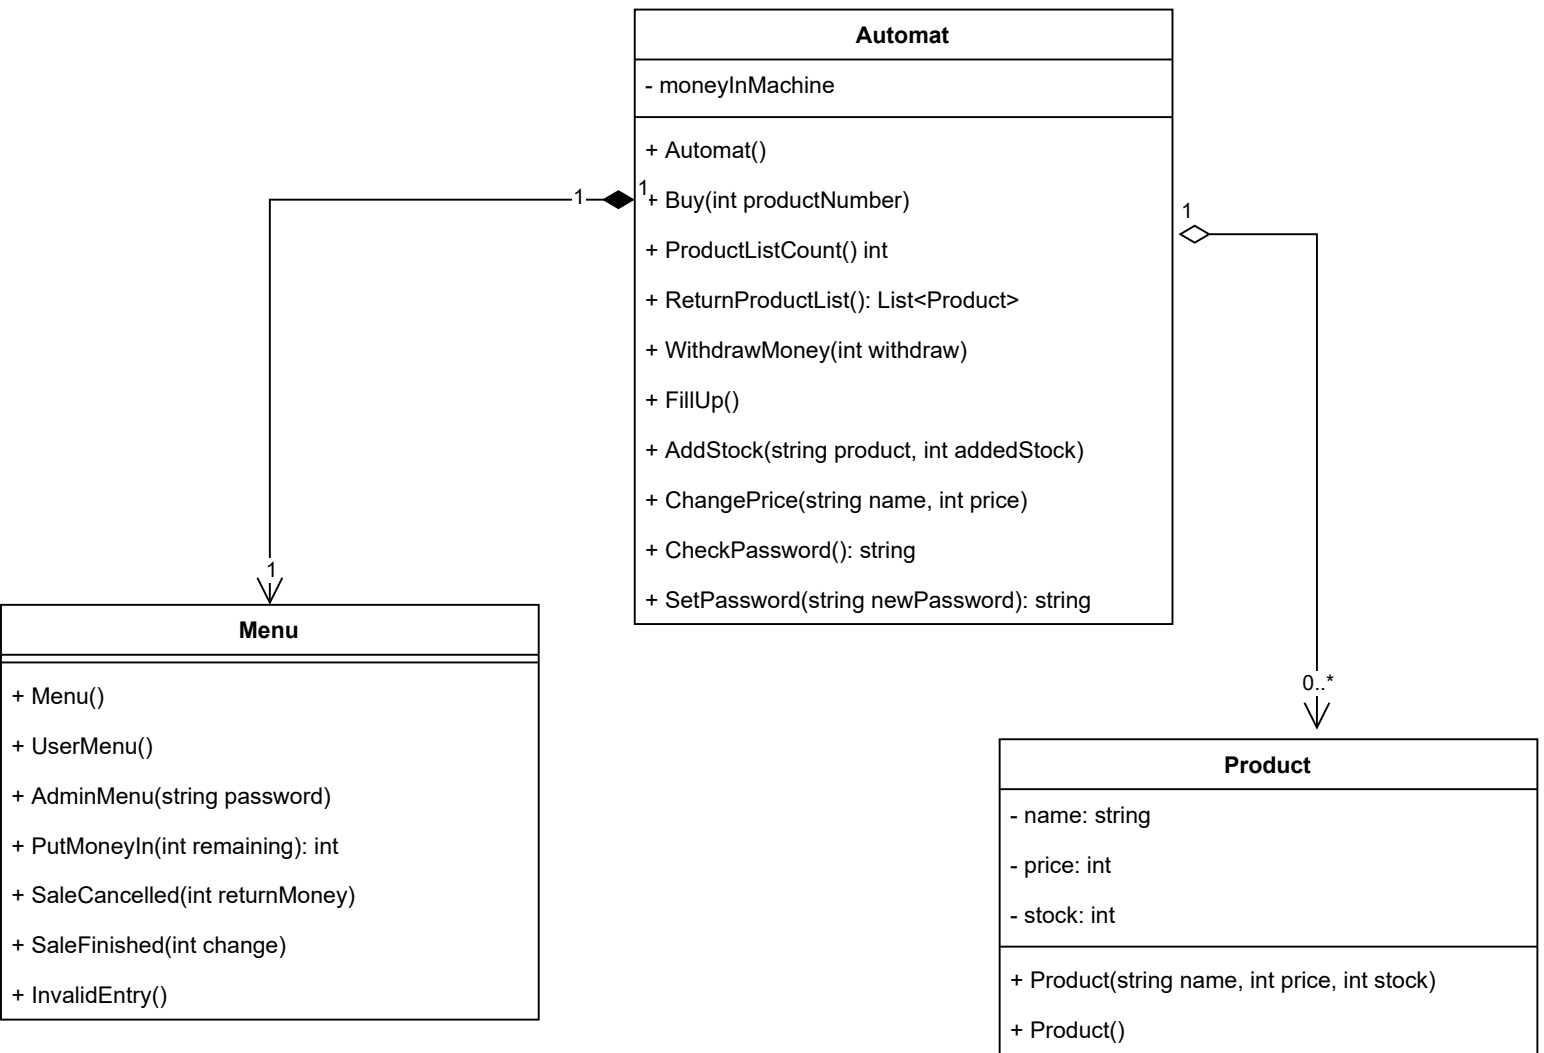 Automat
- moneyInMachine
+ Automat()
+ Buy(int productNumber)
+ ProductListCount() int
+ ReturnProductList(): List<Product>
+ WithdrawMoney(int withdraw)
+ FillUp()
+ AddStock(string product, int addedStock)
+ ChangePrice(string name, int price)
+ CheckPassword(): string
+ SetPassword(string newPassword): string
1
1
1
1
0..*
Menu
+ Menu()
+ UserMenu()
+ AdminMenu(string password)
+ PutMoneyIn(int remaining): int
+ SaleCancelled(int returnMoney)
+ SaleFinished(int change)
+ InvalidEntry()
Product
- name: string
- price: int
- stock: int
+ Product(string name, int price, int stock)
+ Product()